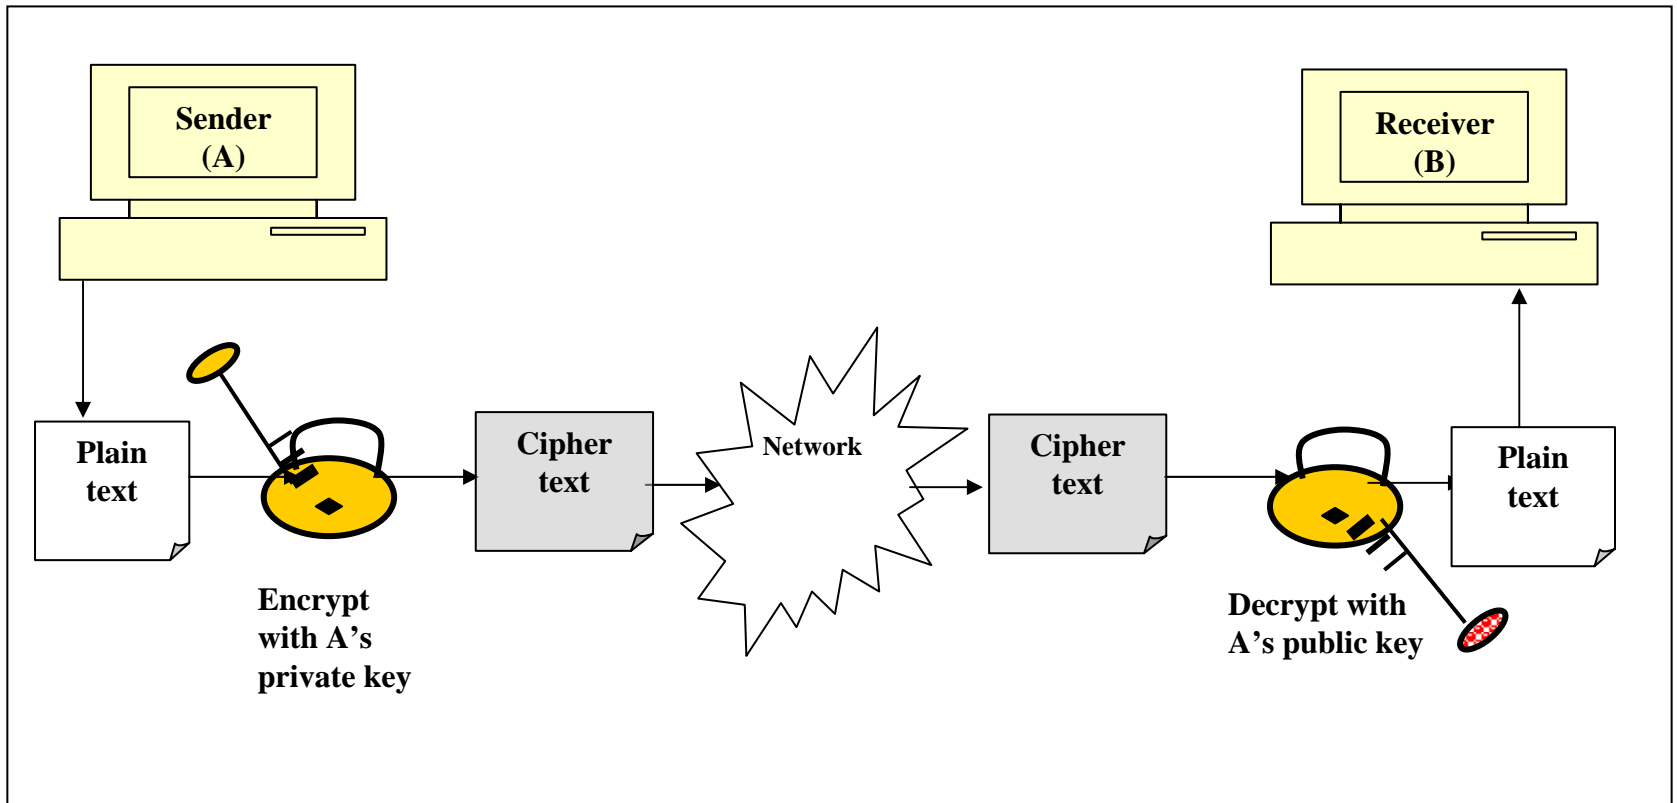 Sender
(A)
Receiver
(B)
Plain
text
Cipher
text
Network
Cipher
text
Plain
text
Encrypt
with A's
private key
Decrypt with
A's public key